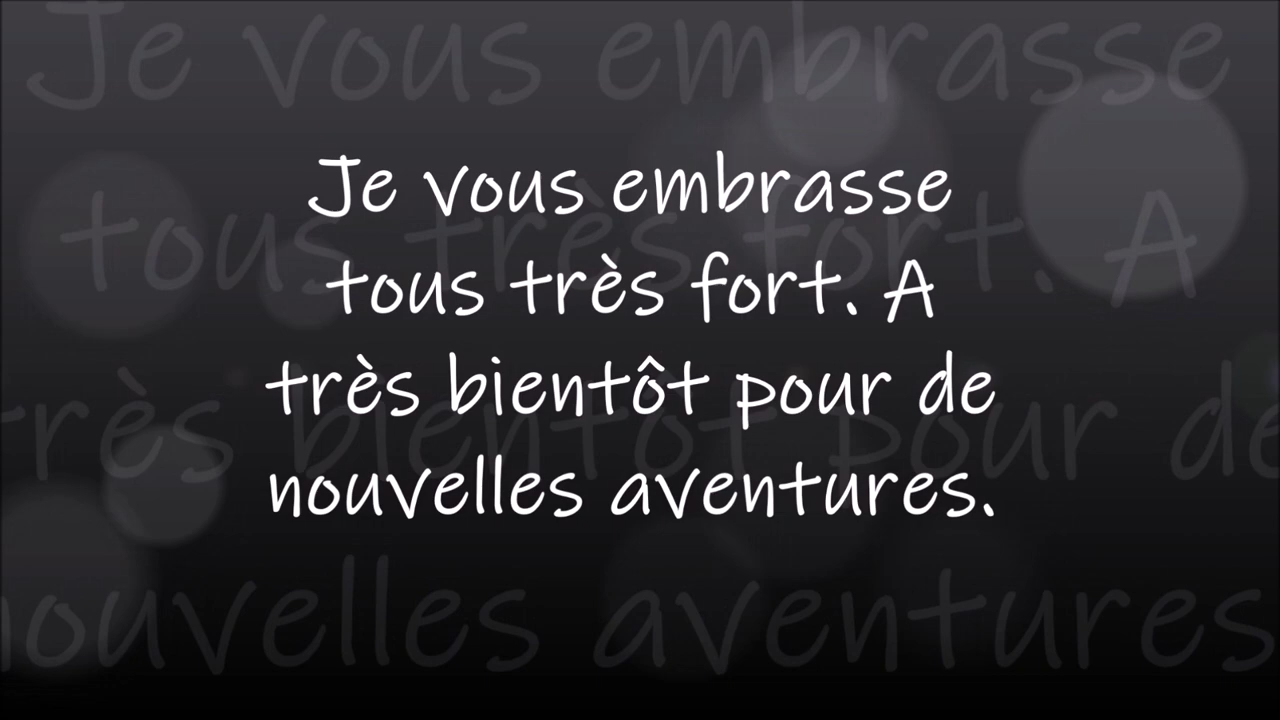 Je vous embrasse
tous très fort. A
très bientôt pour de
nouvelles aventures.